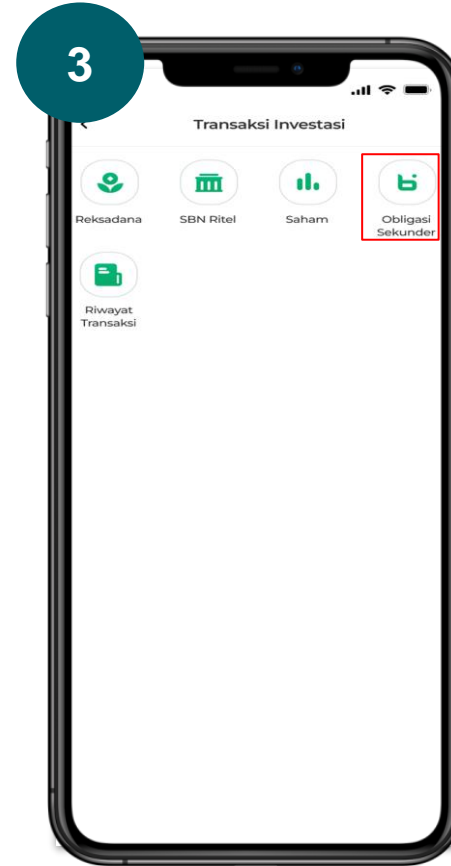 3
Transaksi Investasi
Reksadana
SBN Ritel
Saham
Obligasi
Sekunder
Riwayat
Transaksi